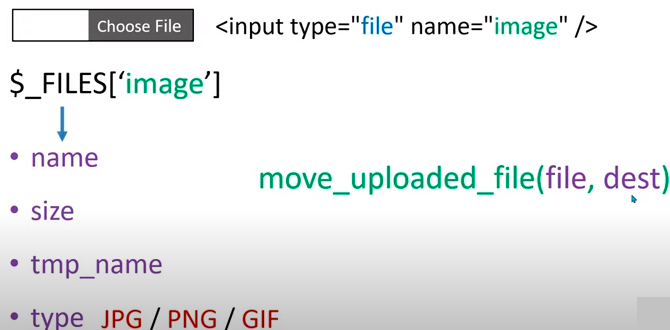 Choose File <input type="file" name="image" />
$_FILES[‘image’]
• name
move_uploaded_file(file, dest)
• size
• tmp_name
• type JPG / PNG / GIF